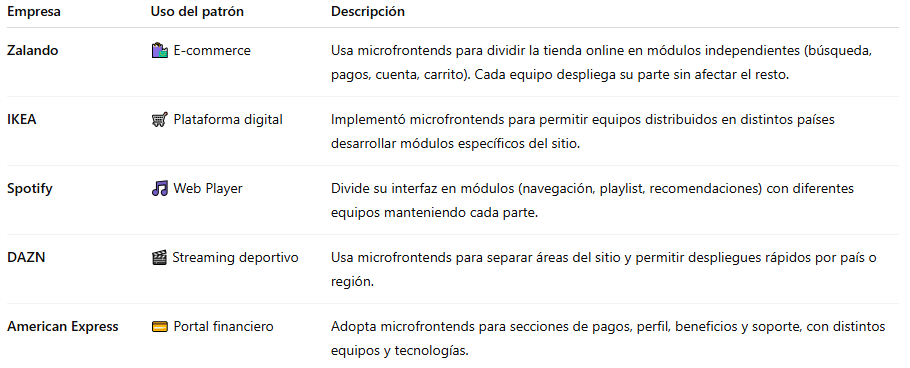 Empresa Uso del patrón Descripción
Zalando 🛍️ E-commerce Usa microfrontends para dividir la tienda online en módulos independientes (búsqueda,
pagos, cuenta, carrito). Cada equipo despliega su parte sin afectar el resto.
IKEA 🛒 Plataforma digital Implementó microfrontends para permitir equipos distribuidos en distintos países
desarrollar módulos específicos del sitio.
Spotify 🎵 Web Player Divide su interfaz en módulos (navegación, playlist, recomendaciones) con diferentes
equipos manteniendo cada parte.
DAZN 🎬 Streaming deportivo Usa microfrontends para separar áreas del sitio y permitir despliegues rápidos por país o
región.
American Express 💳 Portal financiero Adopta microfrontends para secciones de pagos, perfil, beneficios y soporte, con distintos
equipos y tecnologías.